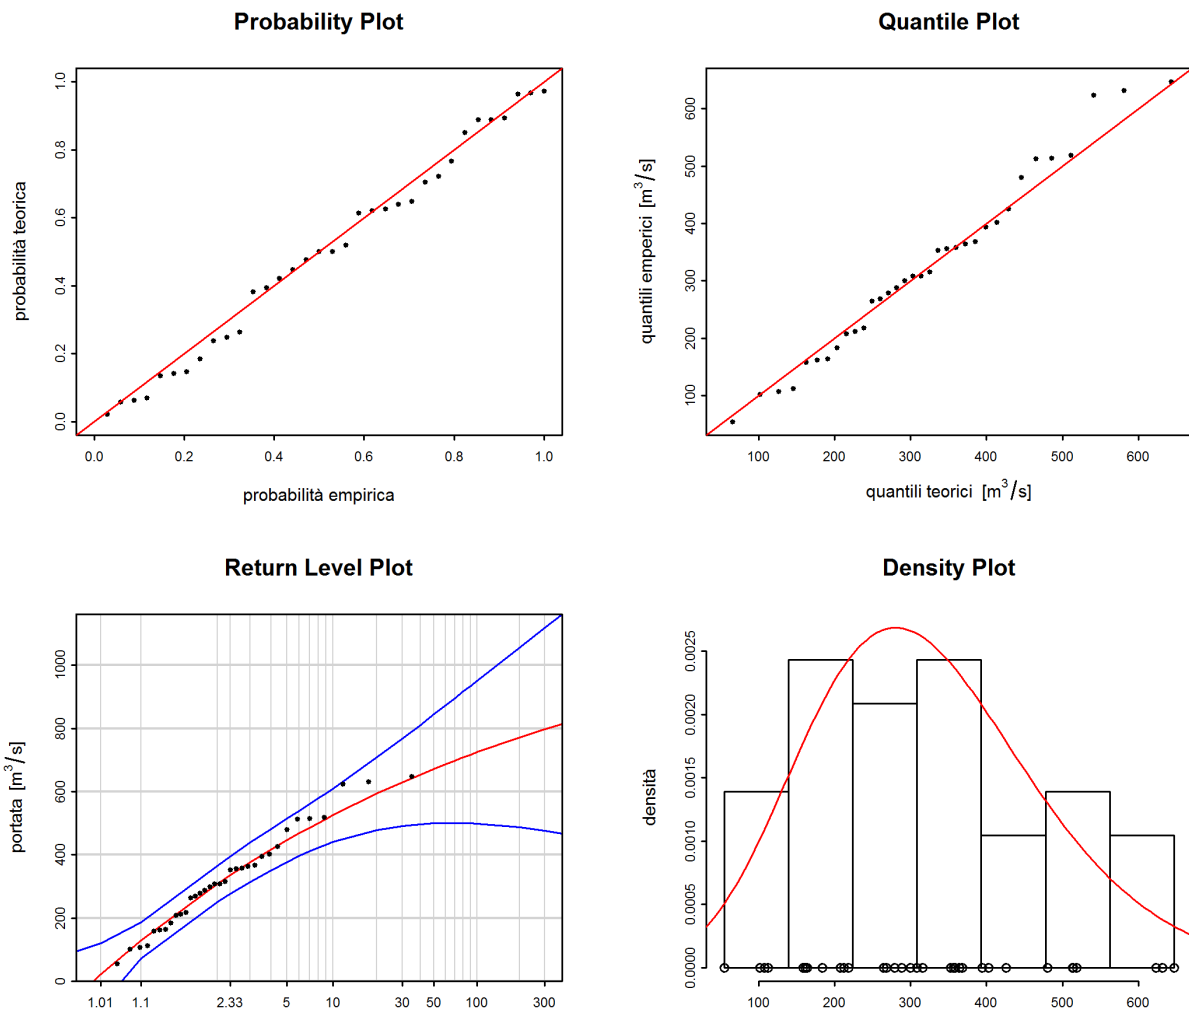 Probability Plot
probabilità teorica
0.0
0.2
0.4
0.6
0.8
1.0
0.0 0.2 0.4 0.6 0.8 1.0
probabilità empirica
Quantile Plot
quantili emperici [m³/s]
100
200
300
400
500
600
100 200 300 400 500 600
quantili teorici [m³/s]
Return Level Plot
portata [m³/s]
0
200
400
600
800
1000
1.01 1.1 2.33 5 10 30 50 100 300
Density Plot
densità
0.0000
0.0005
0.0010
0.0015
0.0020
0.0025
100 200 300 400 500 600